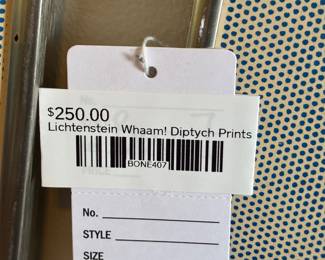 $250.00
Lichtenstein Whaam! Diptych Prints
BONE407
No.
STYLE
SIZE